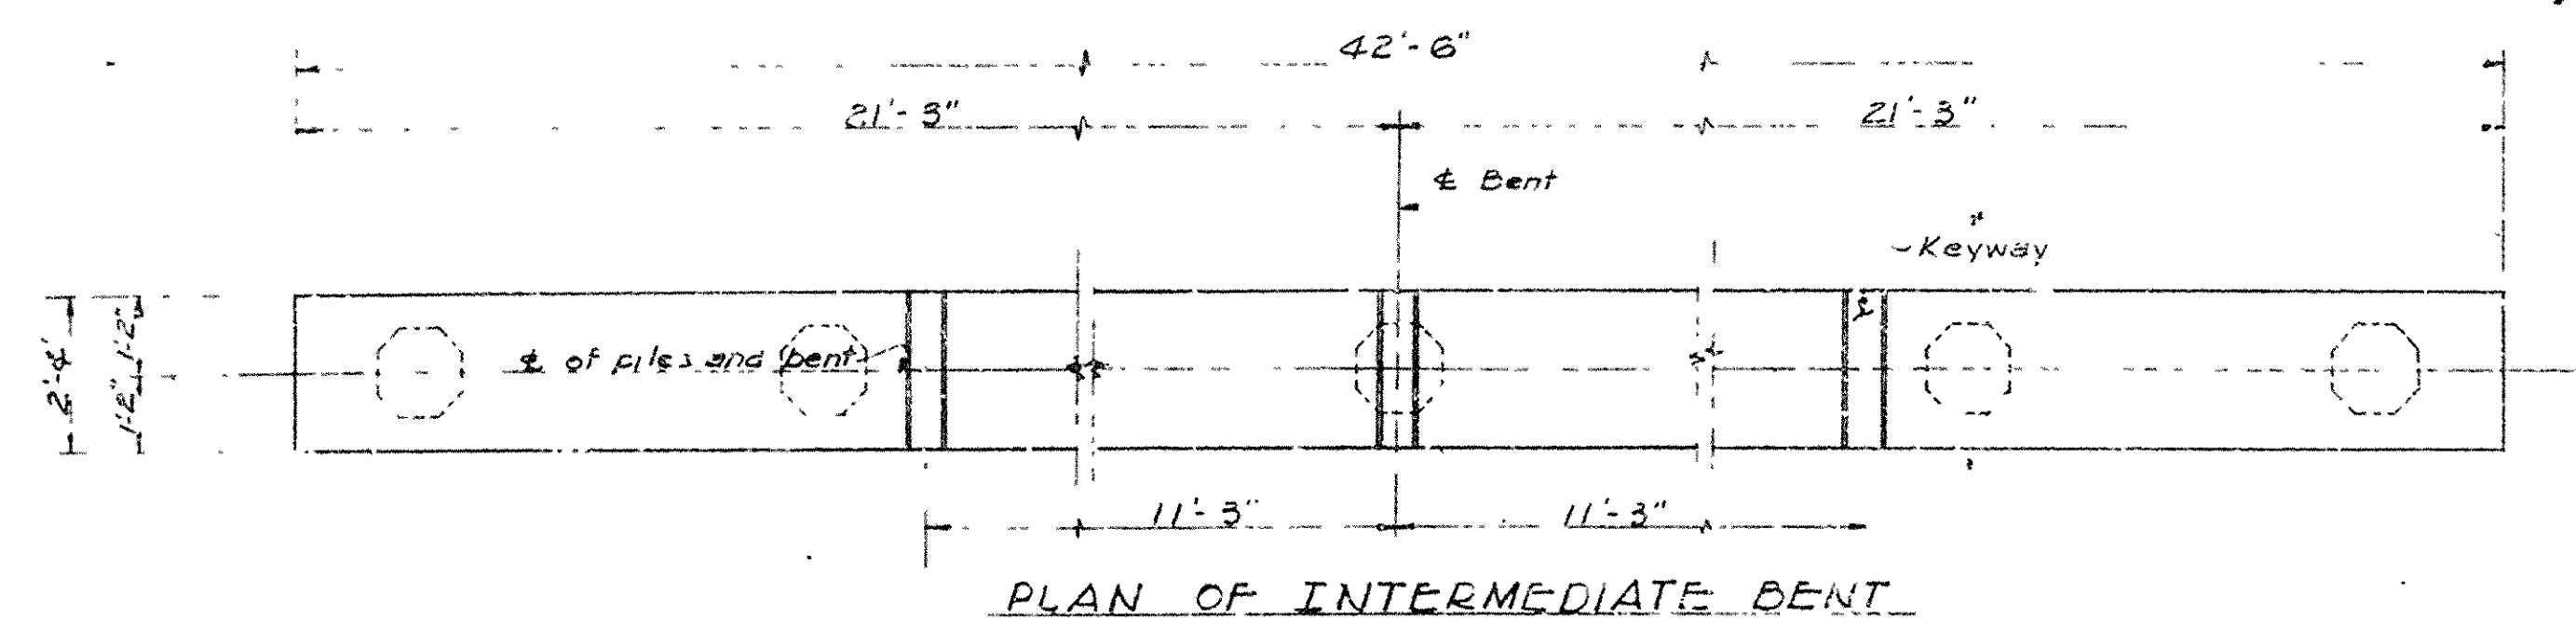 42'-6"
21'-3" 21'-3"
℄ Bent
Keyway
2'-4"
1'-2" 1'-2"
℄ of piles and bent
11'-3" 11'-3"
PLAN OF INTERMEDIATE BENT